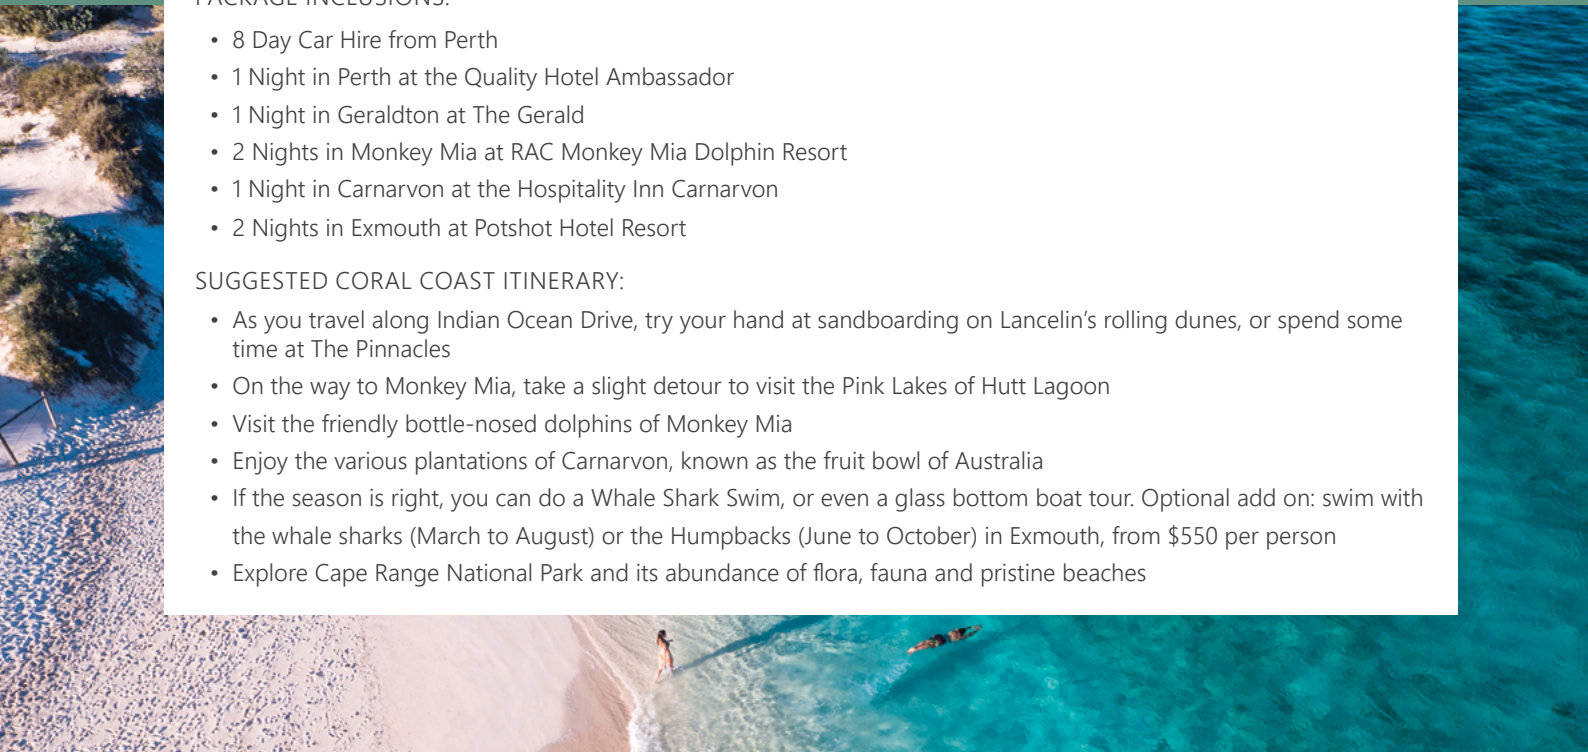 PACKAGE INCLUSIONS:
• 8 Day Car Hire from Perth
• 1 Night in Perth at the Quality Hotel Ambassador
• 1 Night in Geraldton at The Gerald
• 2 Nights in Monkey Mia at RAC Monkey Mia Dolphin Resort
• 1 Night in Carnarvon at the Hospitality Inn Carnarvon
• 2 Nights in Exmouth at Potshot Hotel Resort
SUGGESTED CORAL COAST ITINERARY:
• As you travel along Indian Ocean Drive, try your hand at sandboarding on Lancelin’s rolling dunes, or spend some
time at The Pinnacles
• On the way to Monkey Mia, take a slight detour to visit the Pink Lakes of Hutt Lagoon
• Visit the friendly bottle-nosed dolphins of Monkey Mia
• Enjoy the various plantations of Carnarvon, known as the fruit bowl of Australia
• If the season is right, you can do a Whale Shark Swim, or even a glass bottom boat tour. Optional add on: swim with
the whale sharks (March to August) or the Humpbacks (June to October) in Exmouth, from $550 per person
• Explore Cape Range National Park and its abundance of flora, fauna and pristine beaches